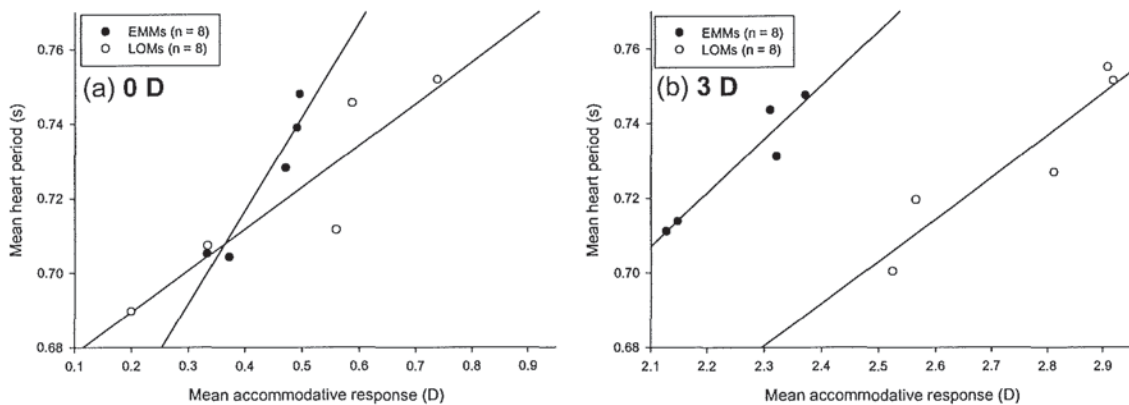 EMMs (n = 8)
LOMs (n = 8)
(a) 0 D
0.76
0.74
0.72
0.70
0.68
Mean heart period (s)
0.1 0.2 0.3 0.4 0.5 0.6 0.7 0.8 0.9
Mean accommodative response (D)
EMMs (n = 8)
LOMs (n = 8)
(b) 3 D
0.76
0.74
0.72
0.70
0.68
Mean heart period (s)
2.1 2.2 2.3 2.4 2.5 2.6 2.7 2.8 2.9
Mean accommodative response (D)